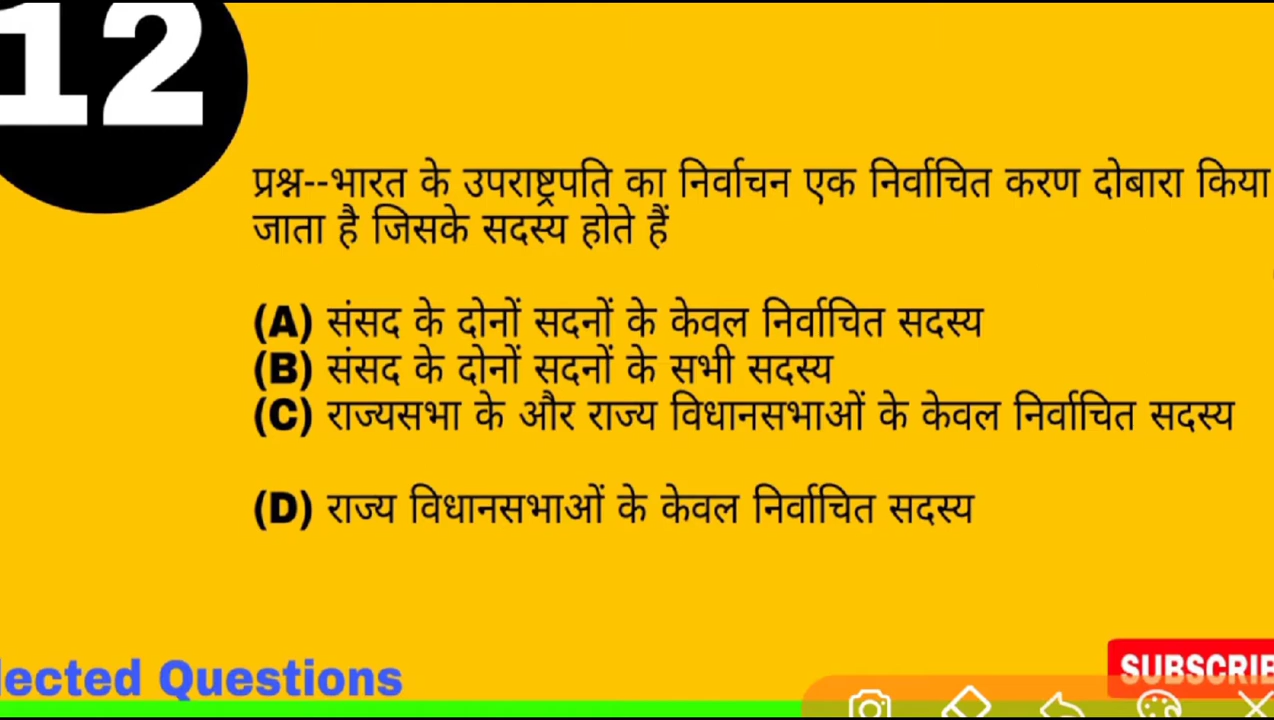 12
प्रश्न--भारत के उपराष्ट्रपति का निर्वाचन एक निर्वाचित करण दोबारा किया
जाता है जिसके सदस्य होते हैं
(A) संसद के दोनों सदनों के केवल निर्वाचित सदस्य
(B) संसद के दोनों सदनों के सभी सदस्य
(C) राज्यसभा के और राज्य विधानसभाओं के केवल निर्वाचित सदस्य
(D) राज्य विधानसभाओं के केवल निर्वाचित सदस्य
lected Questions
SUBSCRIB